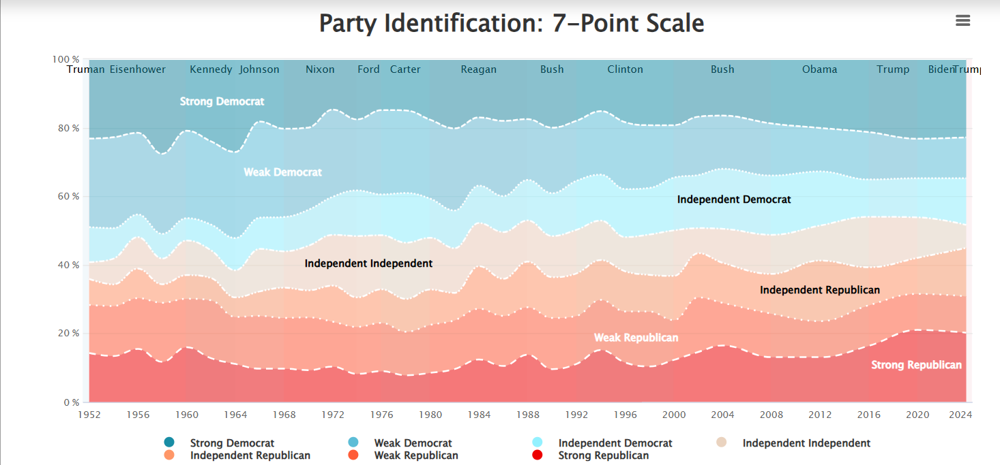 Party Identification: 7-Point Scale
100 %
Truman Eisenhower Kennedy Johnson Nixon Ford Carter Reagan Bush Clinton Bush Obama Trump Biden Trump
Strong Democrat
80 %
Weak Democrat
60 %
Independent Democrat
40 %
Independent Independent
Independent Republican
20 %
Weak Republican
Strong Republican
0 %
1952 1956 1960 1964 1968 1972 1976 1980 1984 1988 1992 1996 2000 2004 2008 2012 2016 2020 2024
Strong Democrat Weak Democrat Independent Democrat Independent Independent
Independent Republican Weak Republican Strong Republican